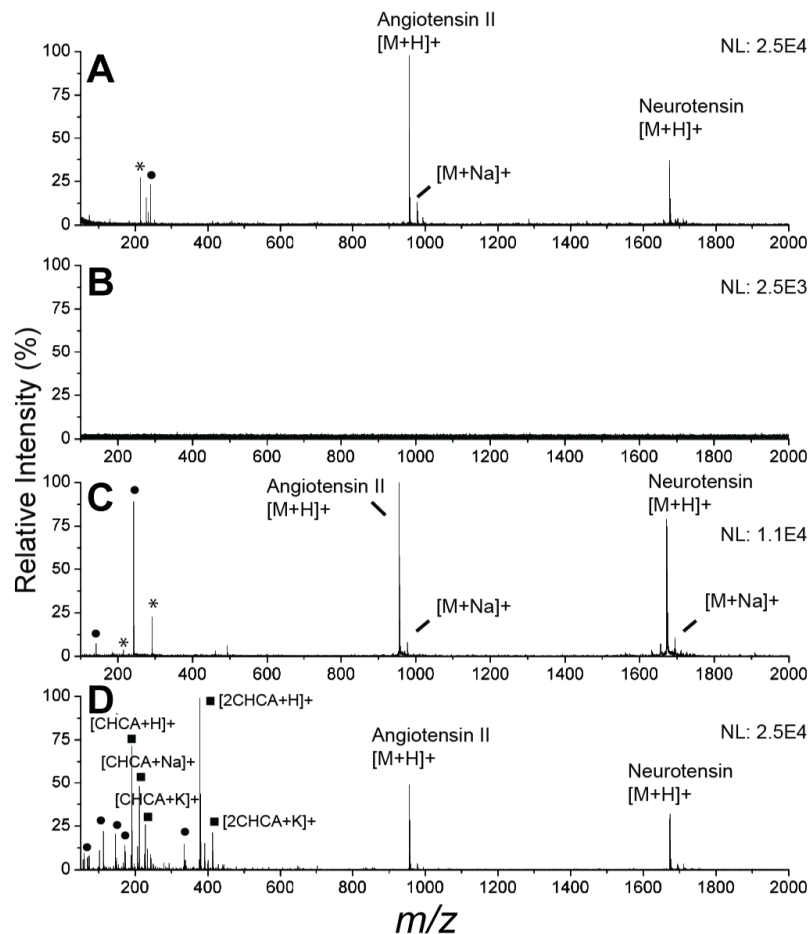 Angiotensin II
[M+H]+
NL: 2.5E4
A
Neurotensin
[M+H]+
[M+Na]+
*
100
75
50
25
0
200 400 600 800 1000 1200 1400 1600 1800 2000
B
NL: 2.5E3
100
75
50
25
0
200 400 600 800 1000 1200 1400 1600 1800 2000
C
Angiotensin II
[M+H]+
Neurotensin
[M+H]+
NL: 1.1E4
[M+Na]+
[M+Na]+
*
*
100
75
50
25
0
200 400 600 800 1000 1200 1400 1600 1800 2000
D
[CHCA+H]+
[2CHCA+H]+
NL: 2.5E4
[CHCA+Na]+
[CHCA+K]+
[2CHCA+K]+
Angiotensin II
[M+H]+
Neurotensin
[M+H]+
100
75
50
25
0
200 400 600 800 1000 1200 1400 1600 1800 2000
Relative Intensity (%)
m/z